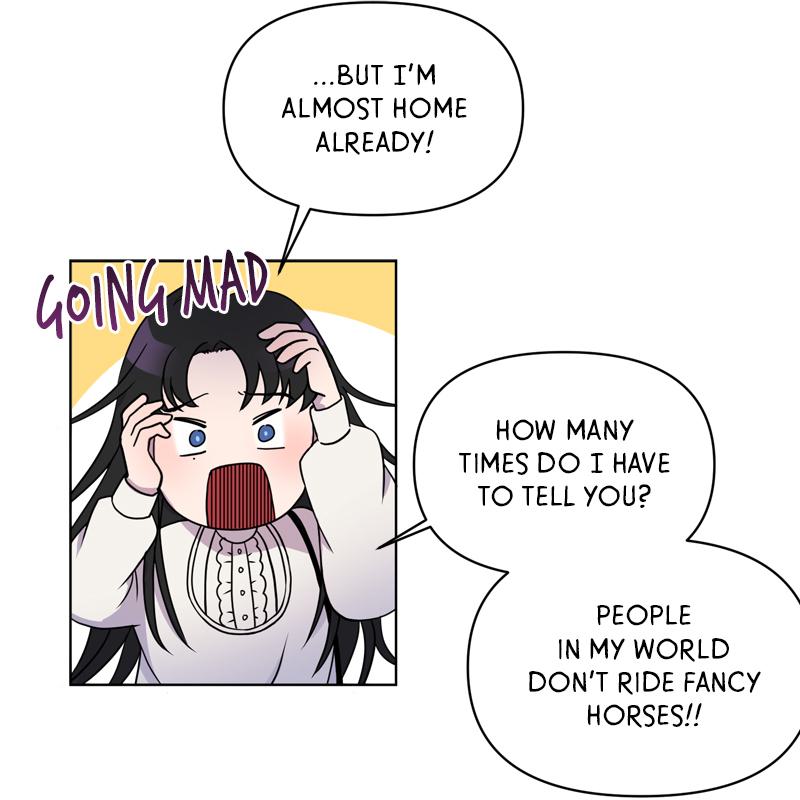 ...BUT I'M
ALMOST HOME
ALREADY!
GOING MAD
HOW MANY
TIMES DO I HAVE
TO TELL YOU?
PEOPLE
IN MY WORLD
DON'T RIDE FANCY
HORSES!!